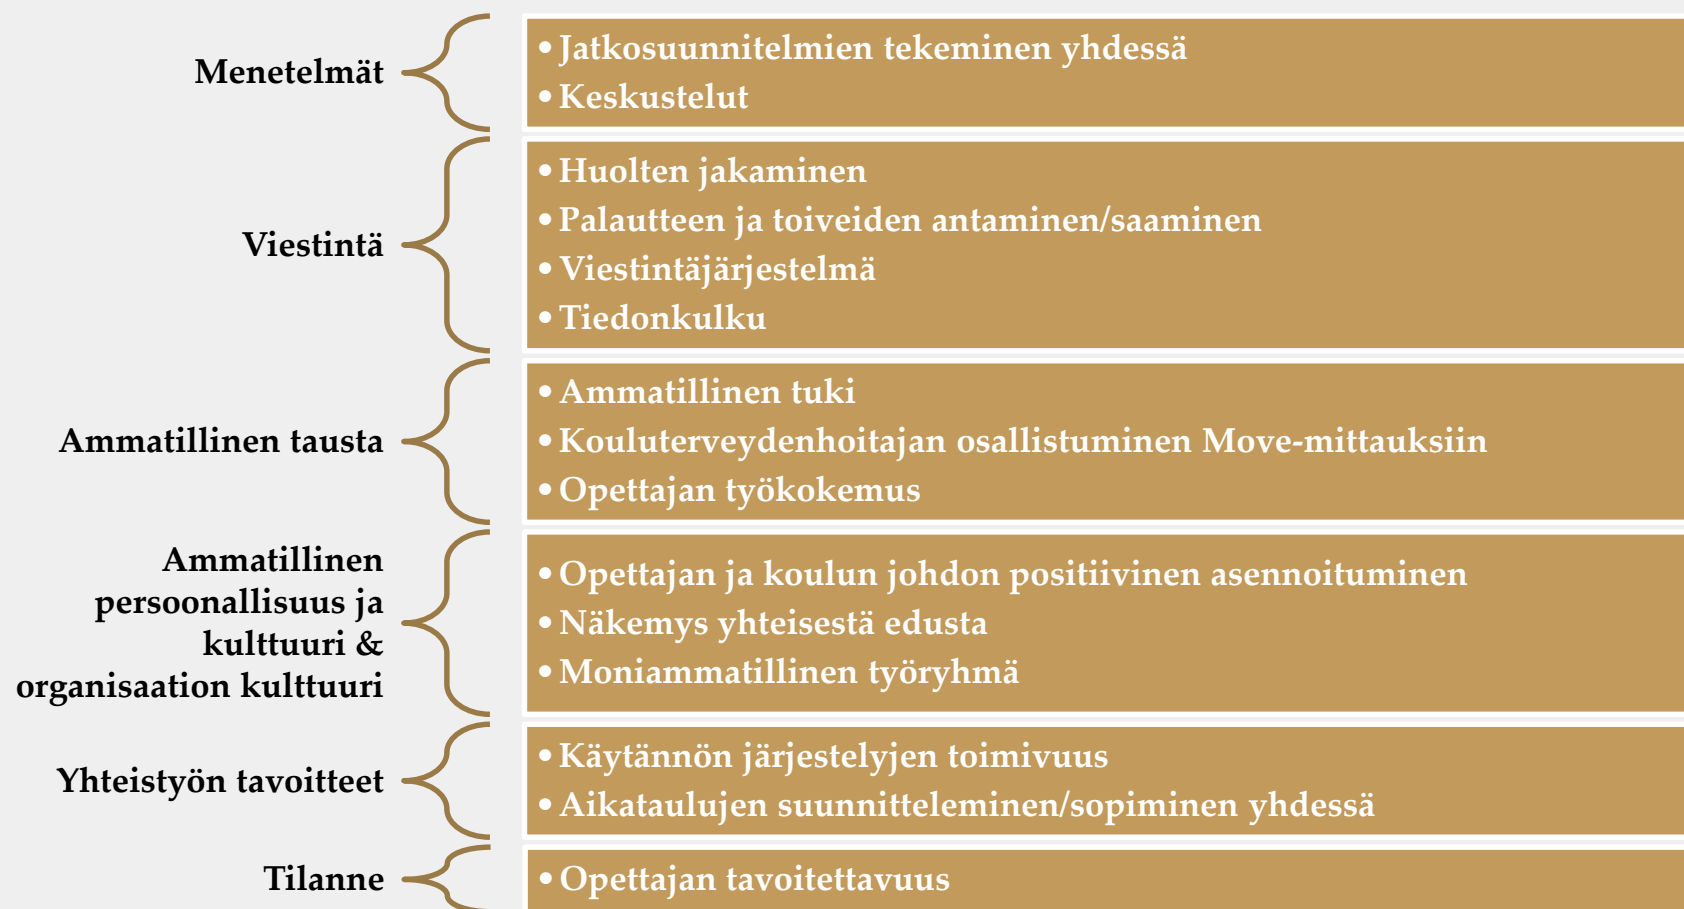 Menetelmät
• Jatkosuunnitelmien tekeminen yhdessä
• Keskustelut
Viestintä
• Huolten jakaminen
• Palautteen ja toiveiden antaminen/saaminen
• Viestintäjärjestelmä
• Tiedonkulku
Ammatillinen tausta
• Ammatillinen tuki
• Kouluterveydenhoitajan osallistuminen Move-mittauksiin
• Opettajan työkokemus
Ammatillinen
persoonallisuus ja
kulttuuri &
organisaation kulttuuri
• Opettajan ja koulun johdon positiivinen asennoituminen
• Näkemys yhteisestä edusta
• Moniammatillinen työryhmä
Yhteistyön tavoitteet
• Käytännön järjestelyjen toimivuus
• Aikataulujen suunnitteleminen/sopiminen yhdessä
Tilanne
• Opettajan tavoitettavuus